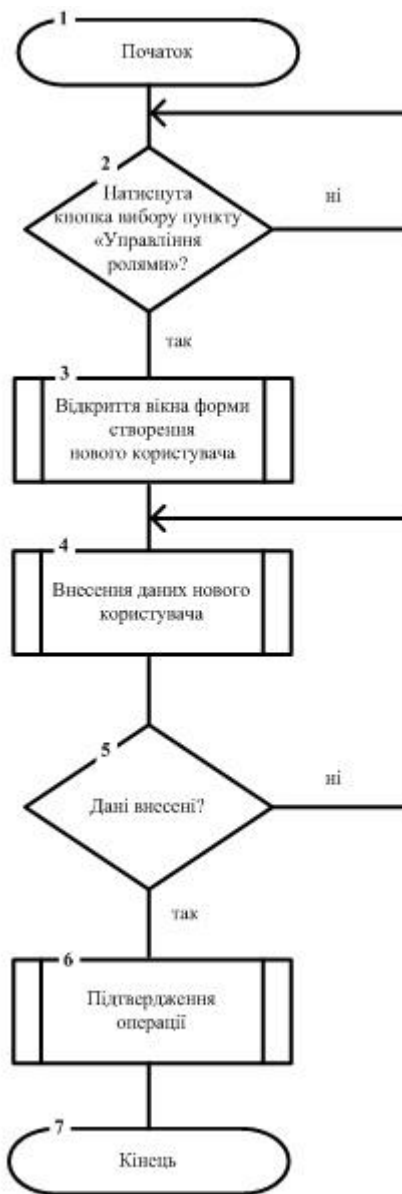 1
Початок
2
Натиснута
кнопка вибору пункту
«Управління
ролями»?
ні
так
3
Відкриття вікна форми
створення
нового користувача
4
Внесення даних нового
користувача
5
Дані внесені?
ні
так
6
Підтвердження
операції
7
Кінець